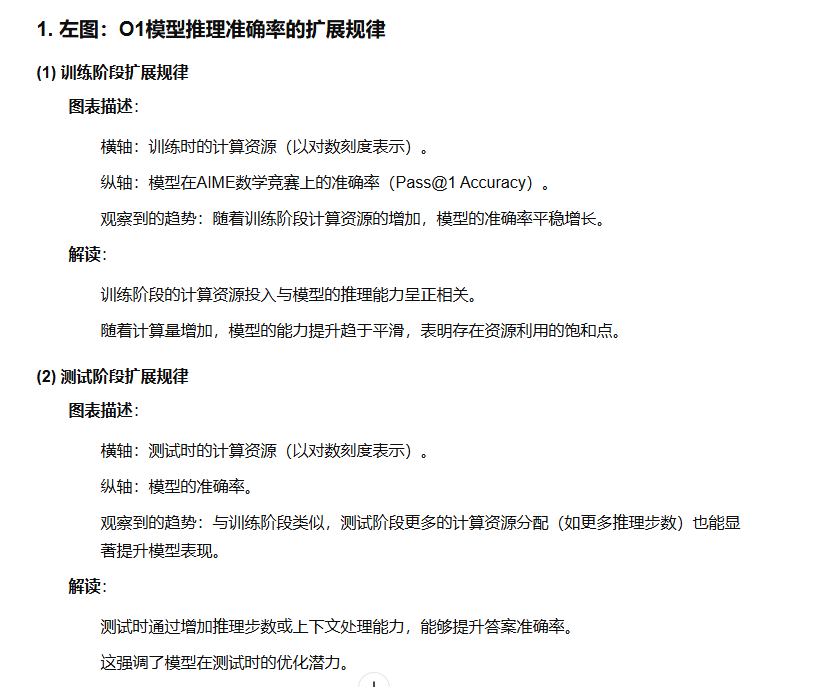 1. 左图：O1模型推理准确率的扩展规律
(1) 训练阶段扩展规律
图表描述：
横轴：训练时的计算资源（以对数刻度表示）。
纵轴：模型在AIME数学竞赛上的准确率（Pass@1 Accuracy）。
观察到的趋势：随着训练阶段计算资源的增加，模型的准确率平稳增长。
解读：
训练阶段的计算资源投入与模型的推理能力呈正相关。
随着计算量增加，模型的能力提升趋于平滑，表明存在资源利用的饱和点。
(2) 测试阶段扩展规律
图表描述：
横轴：测试时的计算资源（以对数刻度表示）。
纵轴：模型的准确率。
观察到的趋势：与训练阶段类似，测试阶段更多的计算资源分配（如更多推理步数）也能显
著提升模型表现。
解读：
测试时通过增加推理步数或上下文处理能力，能够提升答案准确率。
这强调了模型在测试时的优化潜力。